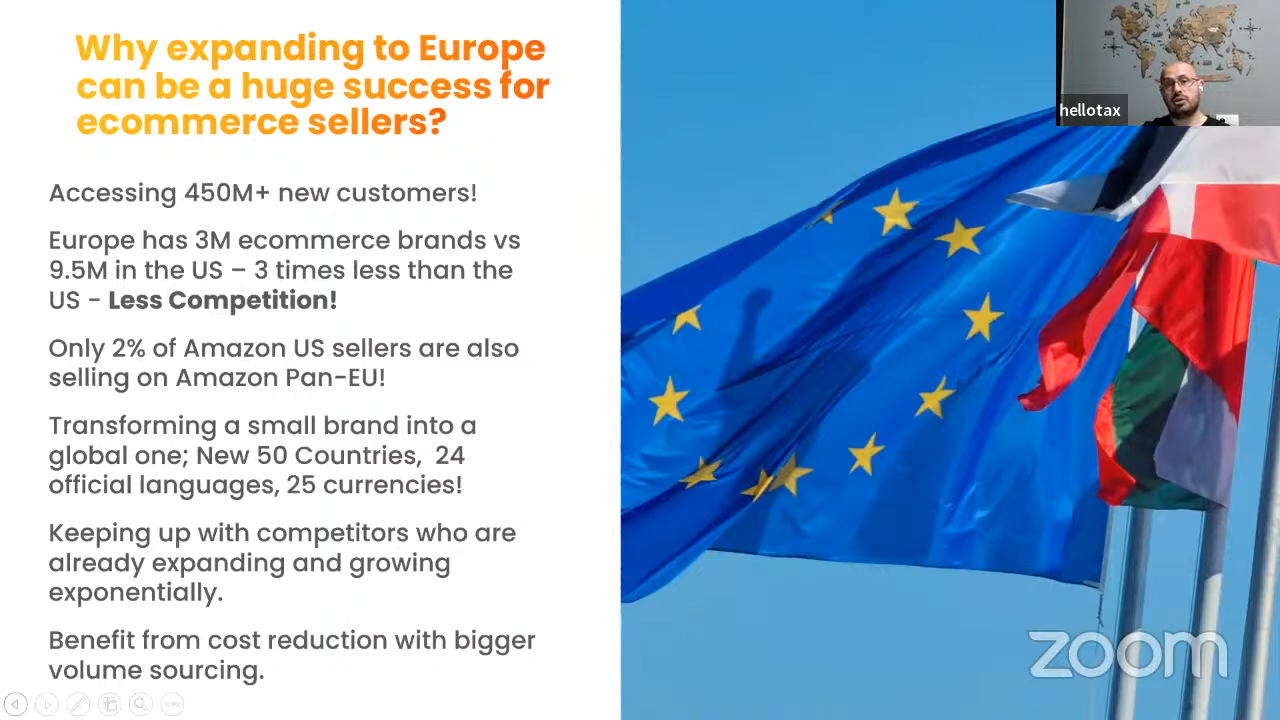 Why expanding to Europe
can be a huge success for
ecommerce sellers?
hellotax
Accessing 450M+ new customers!
Europe has 3M ecommerce brands vs
9.5M in the US – 3 times less than the
US - Less Competition!
Only 2% of Amazon US sellers are also
selling on Amazon Pan-EU!
Transforming a small brand into a
global one; New 50 Countries,  24
official languages, 25 currencies!
Keeping up with competitors who are
already expanding and growing
exponentially.
Benefit from cost reduction with bigger
volume sourcing.
zoom